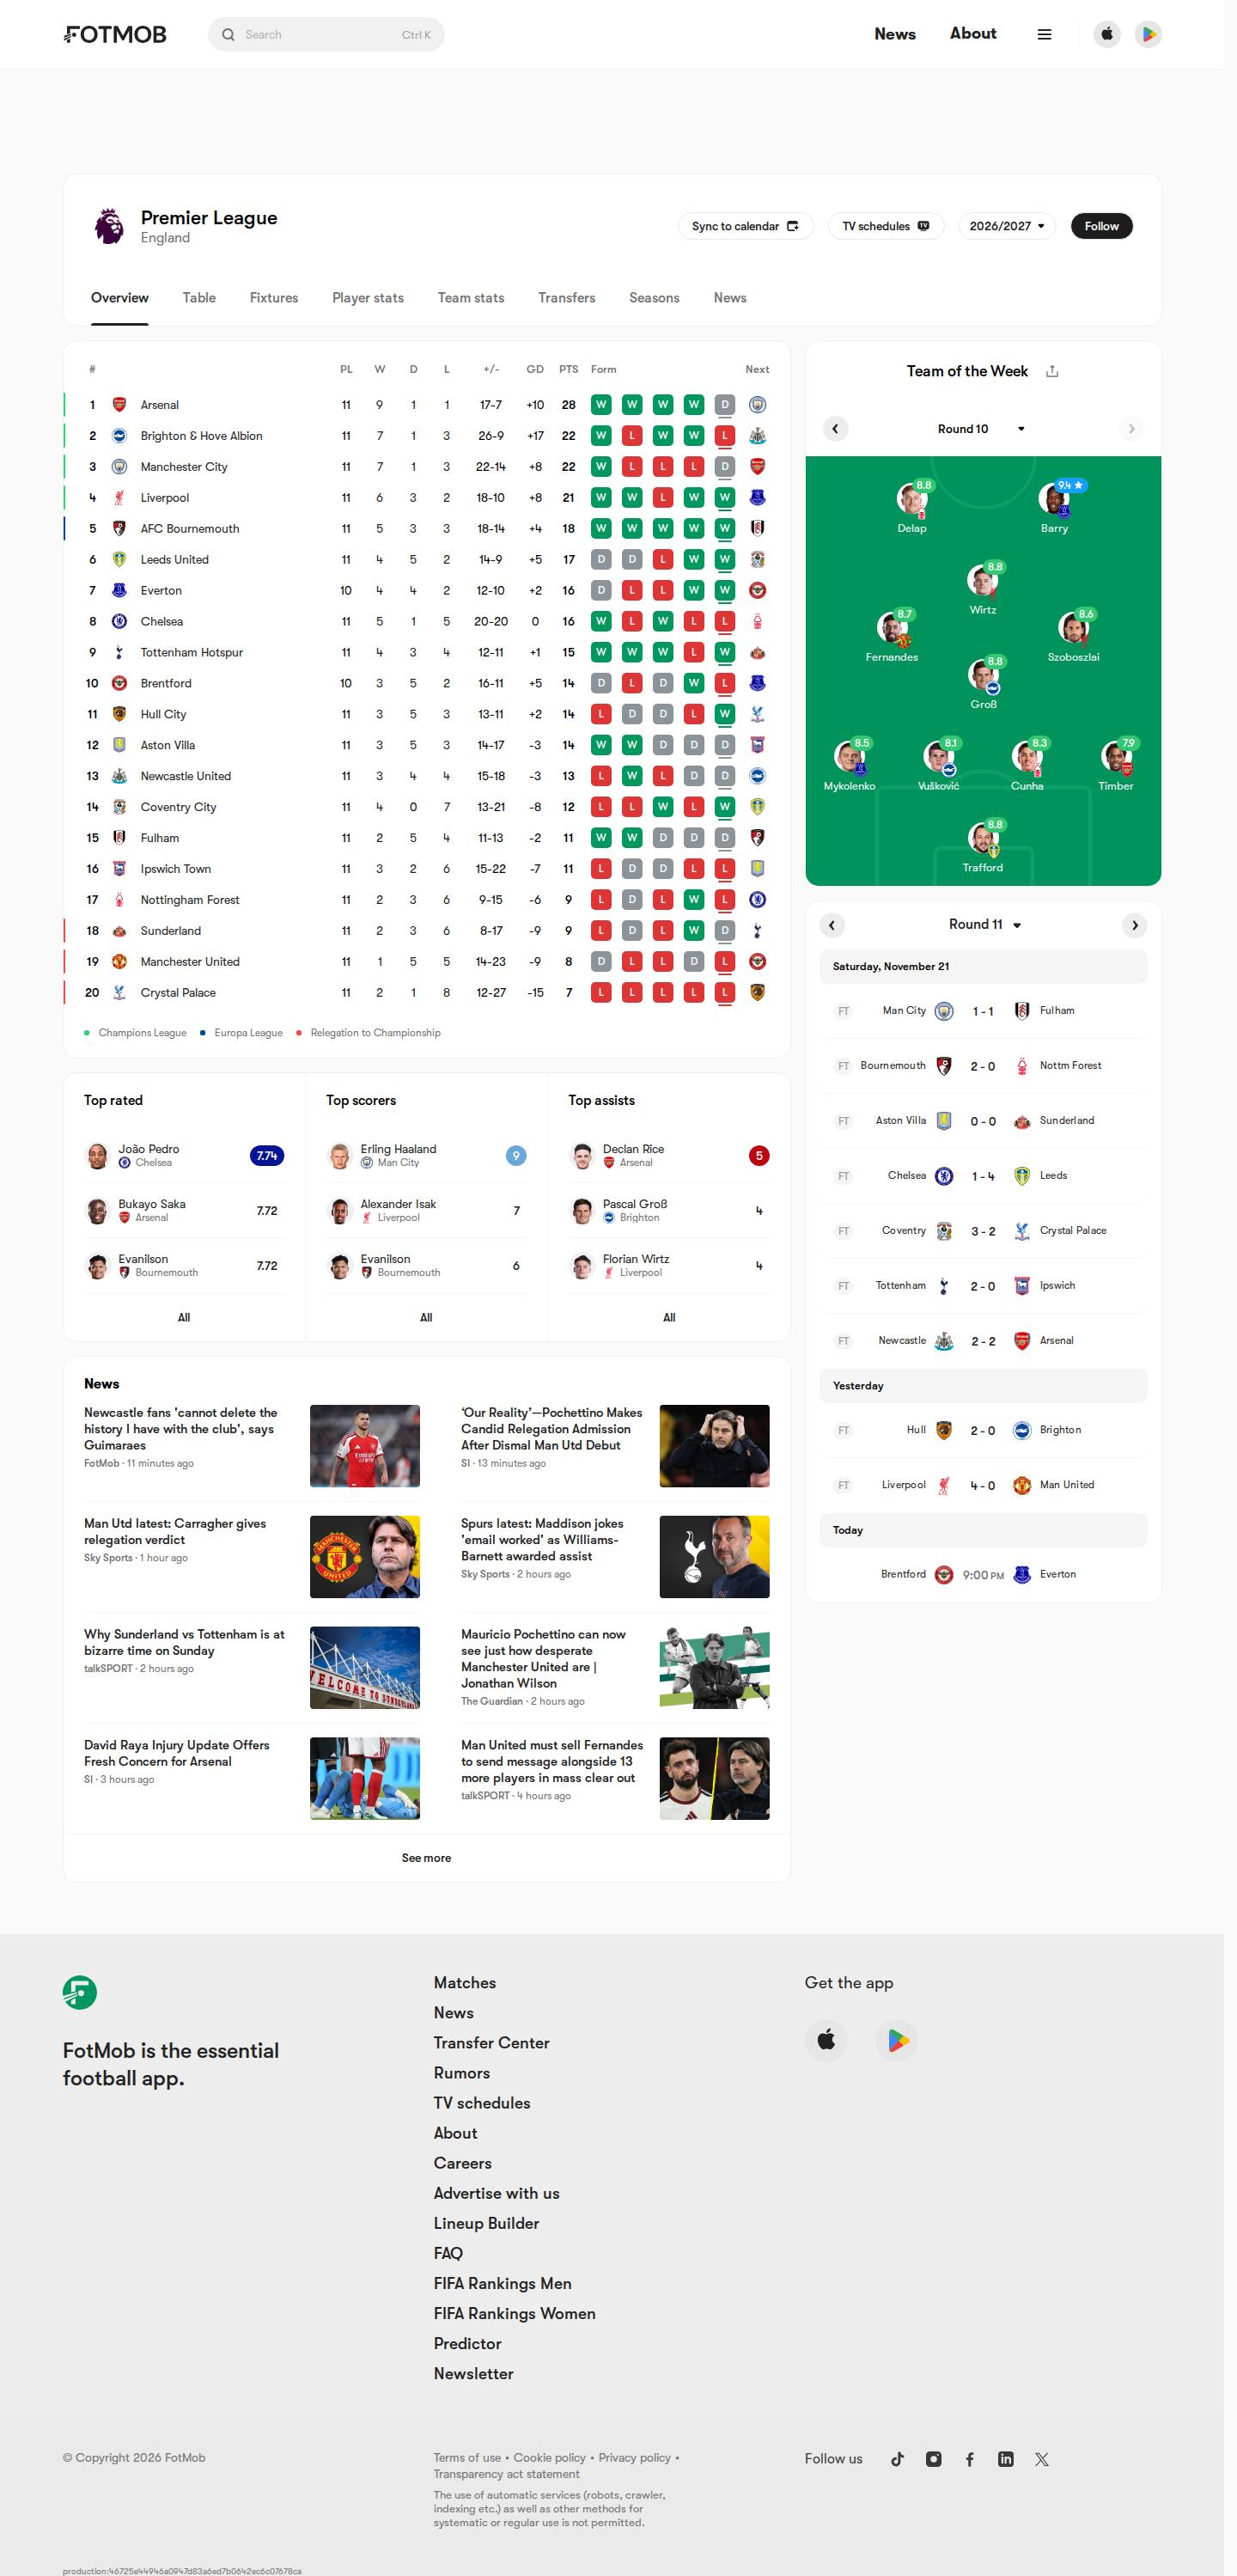 FOTMOB
Search Ctrl K
News About
Premier League
England
Sync to calendar TV schedules 2026/2027 Follow
Overview Table Fixtures Player stats Team stats Transfers Seasons News
# PL W D L +/- GD PTS Form Next
1 Arsenal 11 9 1 1 17-7 +10 28 W W W W D
2 Brighton & Hove Albion 11 7 1 3 26-9 +17 22 W L W W L
3 Manchester City 11 7 1 3 22-14 +8 22 W L L L D
4 Liverpool 11 6 3 2 18-10 +8 21 W W L W W
5 AFC Bournemouth 11 5 3 3 18-14 +4 18 W W W W W
6 Leeds United 11 4 5 2 14-9 +5 17 D D L W W
7 Everton 10 4 4 2 12-10 +2 16 D L L W W
8 Chelsea 11 5 1 5 20-20 0 16 W L W L L
9 Tottenham Hotspur 11 4 3 4 12-11 +1 15 W W W L W
10 Brentford 10 3 5 2 16-11 +5 14 D L D W L
11 Hull City 11 3 5 3 13-11 +2 14 L D D L W
12 Aston Villa 11 3 5 3 14-17 -3 14 W W D D D
13 Newcastle United 11 3 4 4 15-18 -3 13 L W L D D
14 Coventry City 11 4 0 7 13-21 -8 12 L L W L W
15 Fulham 11 2 5 4 11-13 -2 11 W W D D D
16 Ipswich Town 11 3 2 6 15-22 -7 11 L D D L L
17 Nottingham Forest 11 2 3 6 9-15 -6 9 L D L W L
18 Sunderland 11 2 3 6 8-17 -9 9 L D L W D
19 Manchester United 11 1 5 5 14-23 -9 8 D L L D L
20 Crystal Palace 11 2 1 8 12-27 -15 7 L L L L L
Champions League Europa League Relegation to Championship
Team of the Week
Round 10
8.8 9.4
Delap Barry
8.8
Wirtz
8.7 8.6
Fernandes Szoboszlai
8.8
Groß
8.5 8.1 8.3 7.9
Mykolenko Vušković Cunha Timber
8.8
Trafford
Round 11
Saturday, November 21
FT Man City 1 - 1 Fulham
FT Bournemouth 2 - 0 Nottm Forest
FT Aston Villa 0 - 0 Sunderland
FT Chelsea 1 - 4 Leeds
FT Coventry 3 - 2 Crystal Palace
FT Tottenham 2 - 0 Ipswich
FT Newcastle 2 - 2 Arsenal
Yesterday
FT Hull 2 - 0 Brighton
FT Liverpool 4 - 0 Man United
Today
Brentford 9:00 PM Everton
Top rated
João Pedro
Chelsea
7.74
Bukayo Saka
Arsenal
7.72
Evanilson
Bournemouth
7.72
All
Top scorers
Erling Haaland
Man City
9
Alexander Isak
Liverpool
7
Evanilson
Bournemouth
6
All
Top assists
Declan Rice
Arsenal
5
Pascal Groß
Brighton
4
Florian Wirtz
Liverpool
4
All
News
Newcastle fans 'cannot delete the
history I have with the club', says
Guimaraes
FotMob · 11 minutes ago
‘Our Reality’—Pochettino Makes
Candid Relegation Admission
After Dismal Man Utd Debut
SI · 13 minutes ago
Man Utd latest: Carragher gives
relegation verdict
Sky Sports · 1 hour ago
MANCHESTER
UNITED
Spurs latest: Maddison jokes
'email worked' as Williams-
Barnett awarded assist
Sky Sports · 2 hours ago
Why Sunderland vs Tottenham is at
bizarre time on Sunday
talkSPORT · 2 hours ago
WELCOME TO SUNDERLAND
Mauricio Pochettino can now
see just how desperate
Manchester United are |
Jonathan Wilson
The Guardian · 2 hours ago
David Raya Injury Update Offers
Fresh Concern for Arsenal
SI · 3 hours ago
Man United must sell Fernandes
to send message alongside 13
more players in mass clear out
talkSPORT · 4 hours ago
See more
FotMob is the essential
football app.
Matches
News
Transfer Center
Rumors
TV schedules
About
Careers
Advertise with us
Lineup Builder
FAQ
FIFA Rankings Men
FIFA Rankings Women
Predictor
Newsletter
Get the app
© Copyright 2026 FotMob
Terms of use • Cookie policy • Privacy policy •
Transparency act statement
The use of automatic services (robots, crawler,
indexing etc.) as well as other methods for
systematic or regular use is not permitted.
Follow us
production:46725e44946a0947d83a6ed7b0642ec6c07678ca